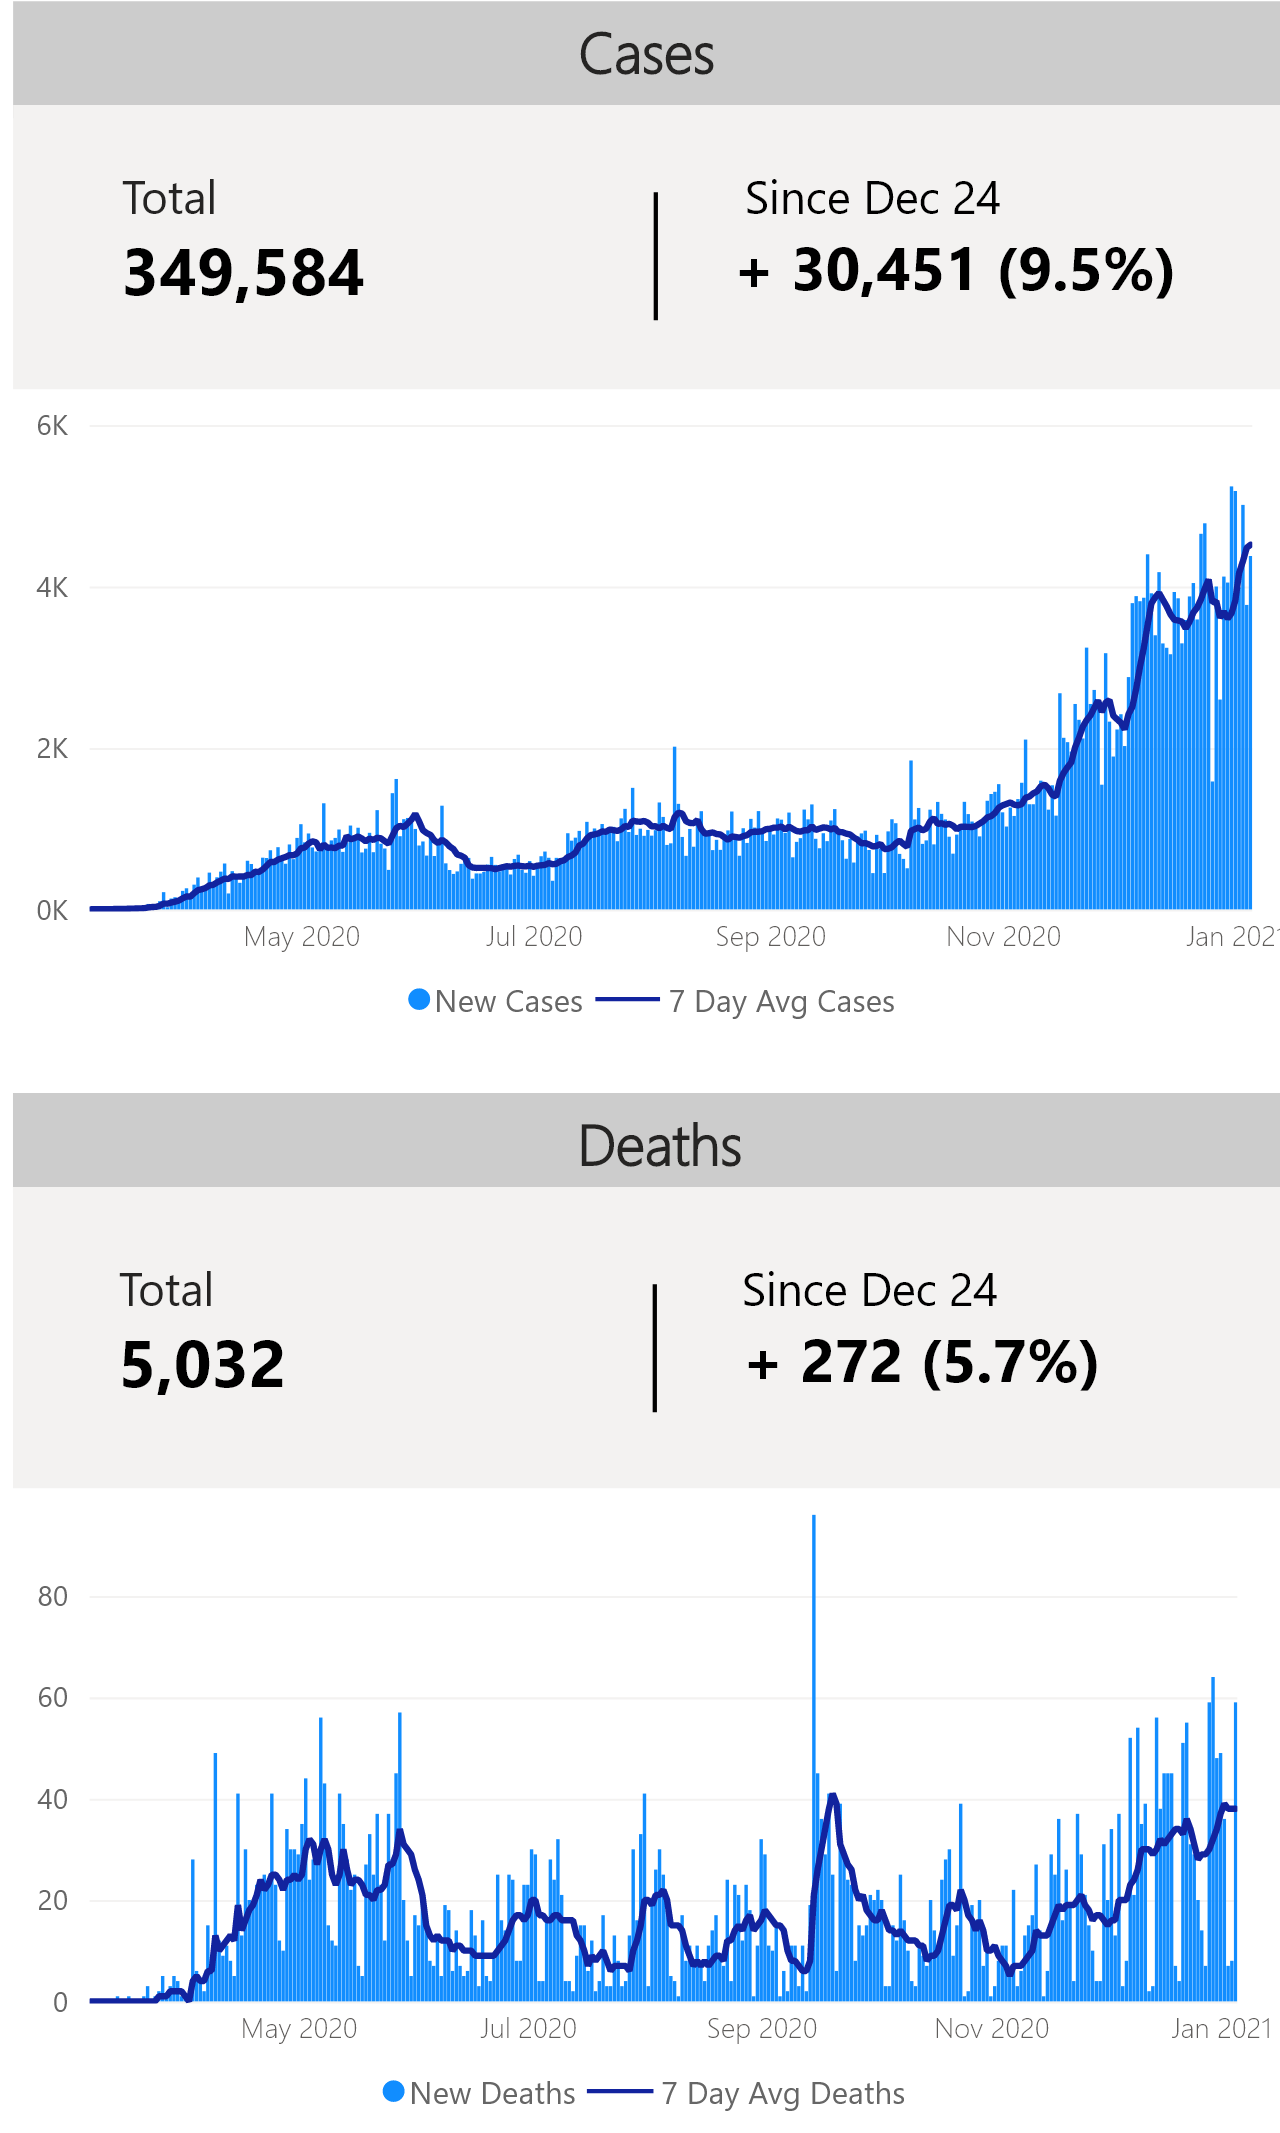 Cases
Total
Since Dec 24
349,584
+ 30,451 (9.5%)
6K
4K
2K
0K
May 2020
Jul 2020
Sep 2020
Nov 2020
Jan 2021
New Cases
7 Day Avg Cases
Deaths
Total
Since Dec 24
5,032
+ 272 (5.7%)
80
60
40
20
0
May 2020
Jul 2020
Sep 2020
Nov 2020
Jan 2021
New Deaths
7 Day Avg Deaths